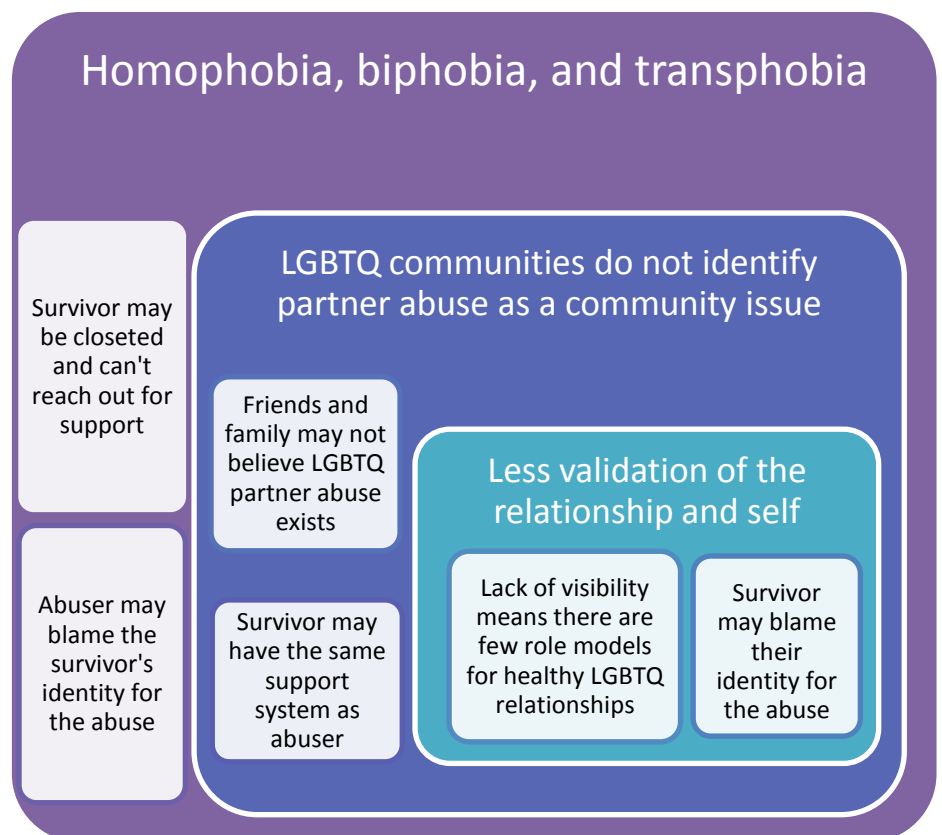 Homophobia, biphobia, and transphobia
Survivor may
be closeted
and can't
reach out for
support
Abuser may
blame the
survivor's
identity for
the abuse
LGBTQ communities do not identify
partner abuse as a community issue
Friends and
family may not
believe LGBTQ
partner abuse
exists
Survivor may
have the same
support
system as
abuser
Less validation of the
relationship and self
Lack of visibility
means there are
few role models
for healthy LGBTQ
relationships
Survivor
may blame
their
identity for
the abuse